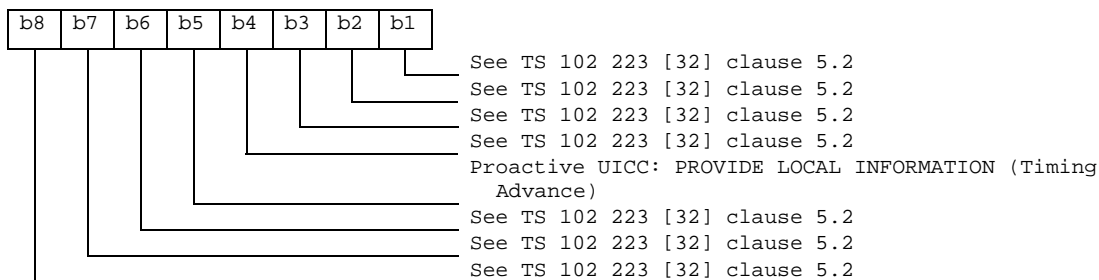 b8 b7 b6 b5 b4 b3 b2 b1
See TS 102 223 [32] clause 5.2
See TS 102 223 [32] clause 5.2
See TS 102 223 [32] clause 5.2
See TS 102 223 [32] clause 5.2
Proactive UICC: PROVIDE LOCAL INFORMATION (Timing
Advance)
See TS 102 223 [32] clause 5.2
See TS 102 223 [32] clause 5.2
See TS 102 223 [32] clause 5.2